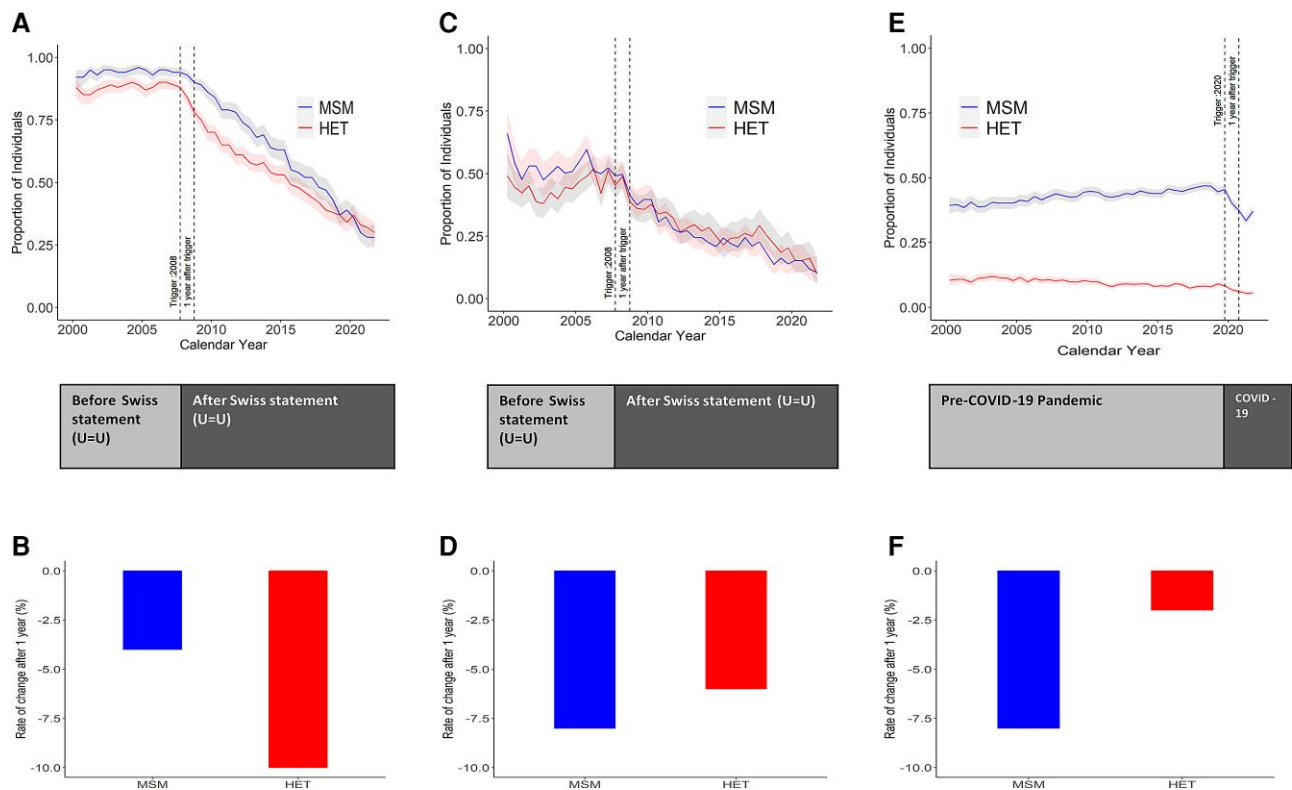 A
Proportion of Individuals
1.00
0.75
0.50
0.25
0.00
MSM
HET
Trigger :2008
1 year after trigger
2000 2005 2010 2015 2020
Calendar Year
Before Swiss
statement
(U=U)
After Swiss statement
(U=U)
B
Rate of change after 1 year (%)
0.0
-2.5
-5.0
-7.5
-10.0
MSM HET
C
Proportion of Individuals
1.00
0.75
0.50
0.25
0.00
MSM
HET
Trigger :2008
1 year after trigger
2000 2005 2010 2015 2020
Calendar Year
Before Swiss
statement
(U=U)
After Swiss statement (U=U)
D
Rate of change after 1 year (%)
0.0
-2.5
-5.0
-7.5
-10.0
MSM HET
E
Proportion of Individuals
1.00
0.75
0.50
0.25
0.00
MSM
HET
Trigger :2020
1 year after trigger
2000 2005 2010 2015 2020
Calendar Year
Pre-COVID-19 Pandemic
COVID -
19
F
Rate of change after 1 year (%)
0.0
-2.5
-5.0
-7.5
-10.0
MSM HET